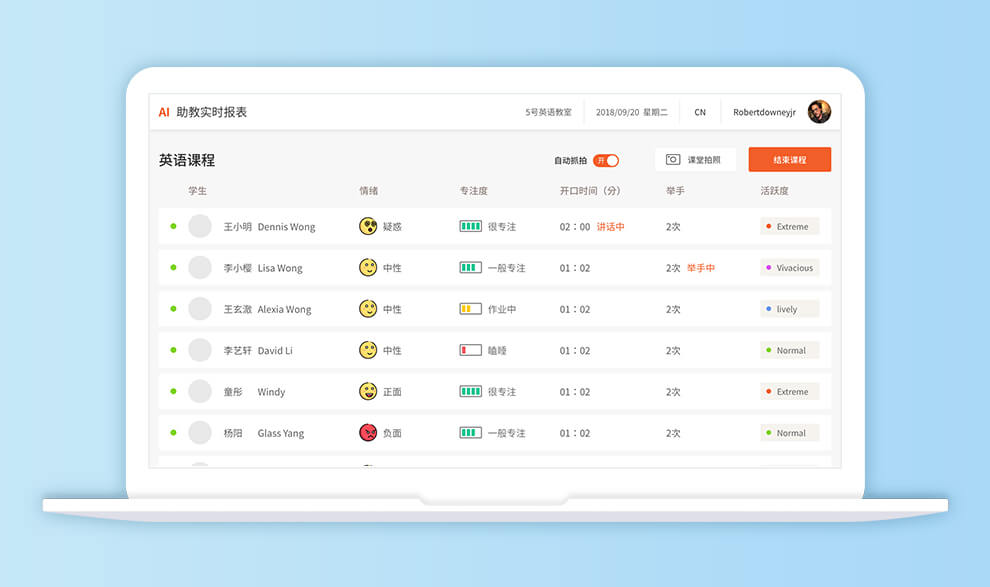 AI 助教实时报表 5号英语教室 2018/09/20 星期二 CN Robertdowneyjr
英语课程 自动抓拍 开 课堂拍照 结束课程
学生 情绪 专注度 开口时间（分） 举手 活跃度
王小明 Dennis Wong 疑惑 很专注 02：00 讲话中 2次 Extreme
李小樱 Lisa Wong 中性 一般专注 01：02 2次 举手中 Vivacious
王玄澈 Alexia Wong 中性 作业中 01：02 2次 lively
李艺轩 David Li 中性 瞌睡 01：02 2次 Normal
童彤 Windy 正面 很专注 01：02 2次 Extreme
杨阳 Glass Yang 负面 一般专注 01：02 2次 Normal